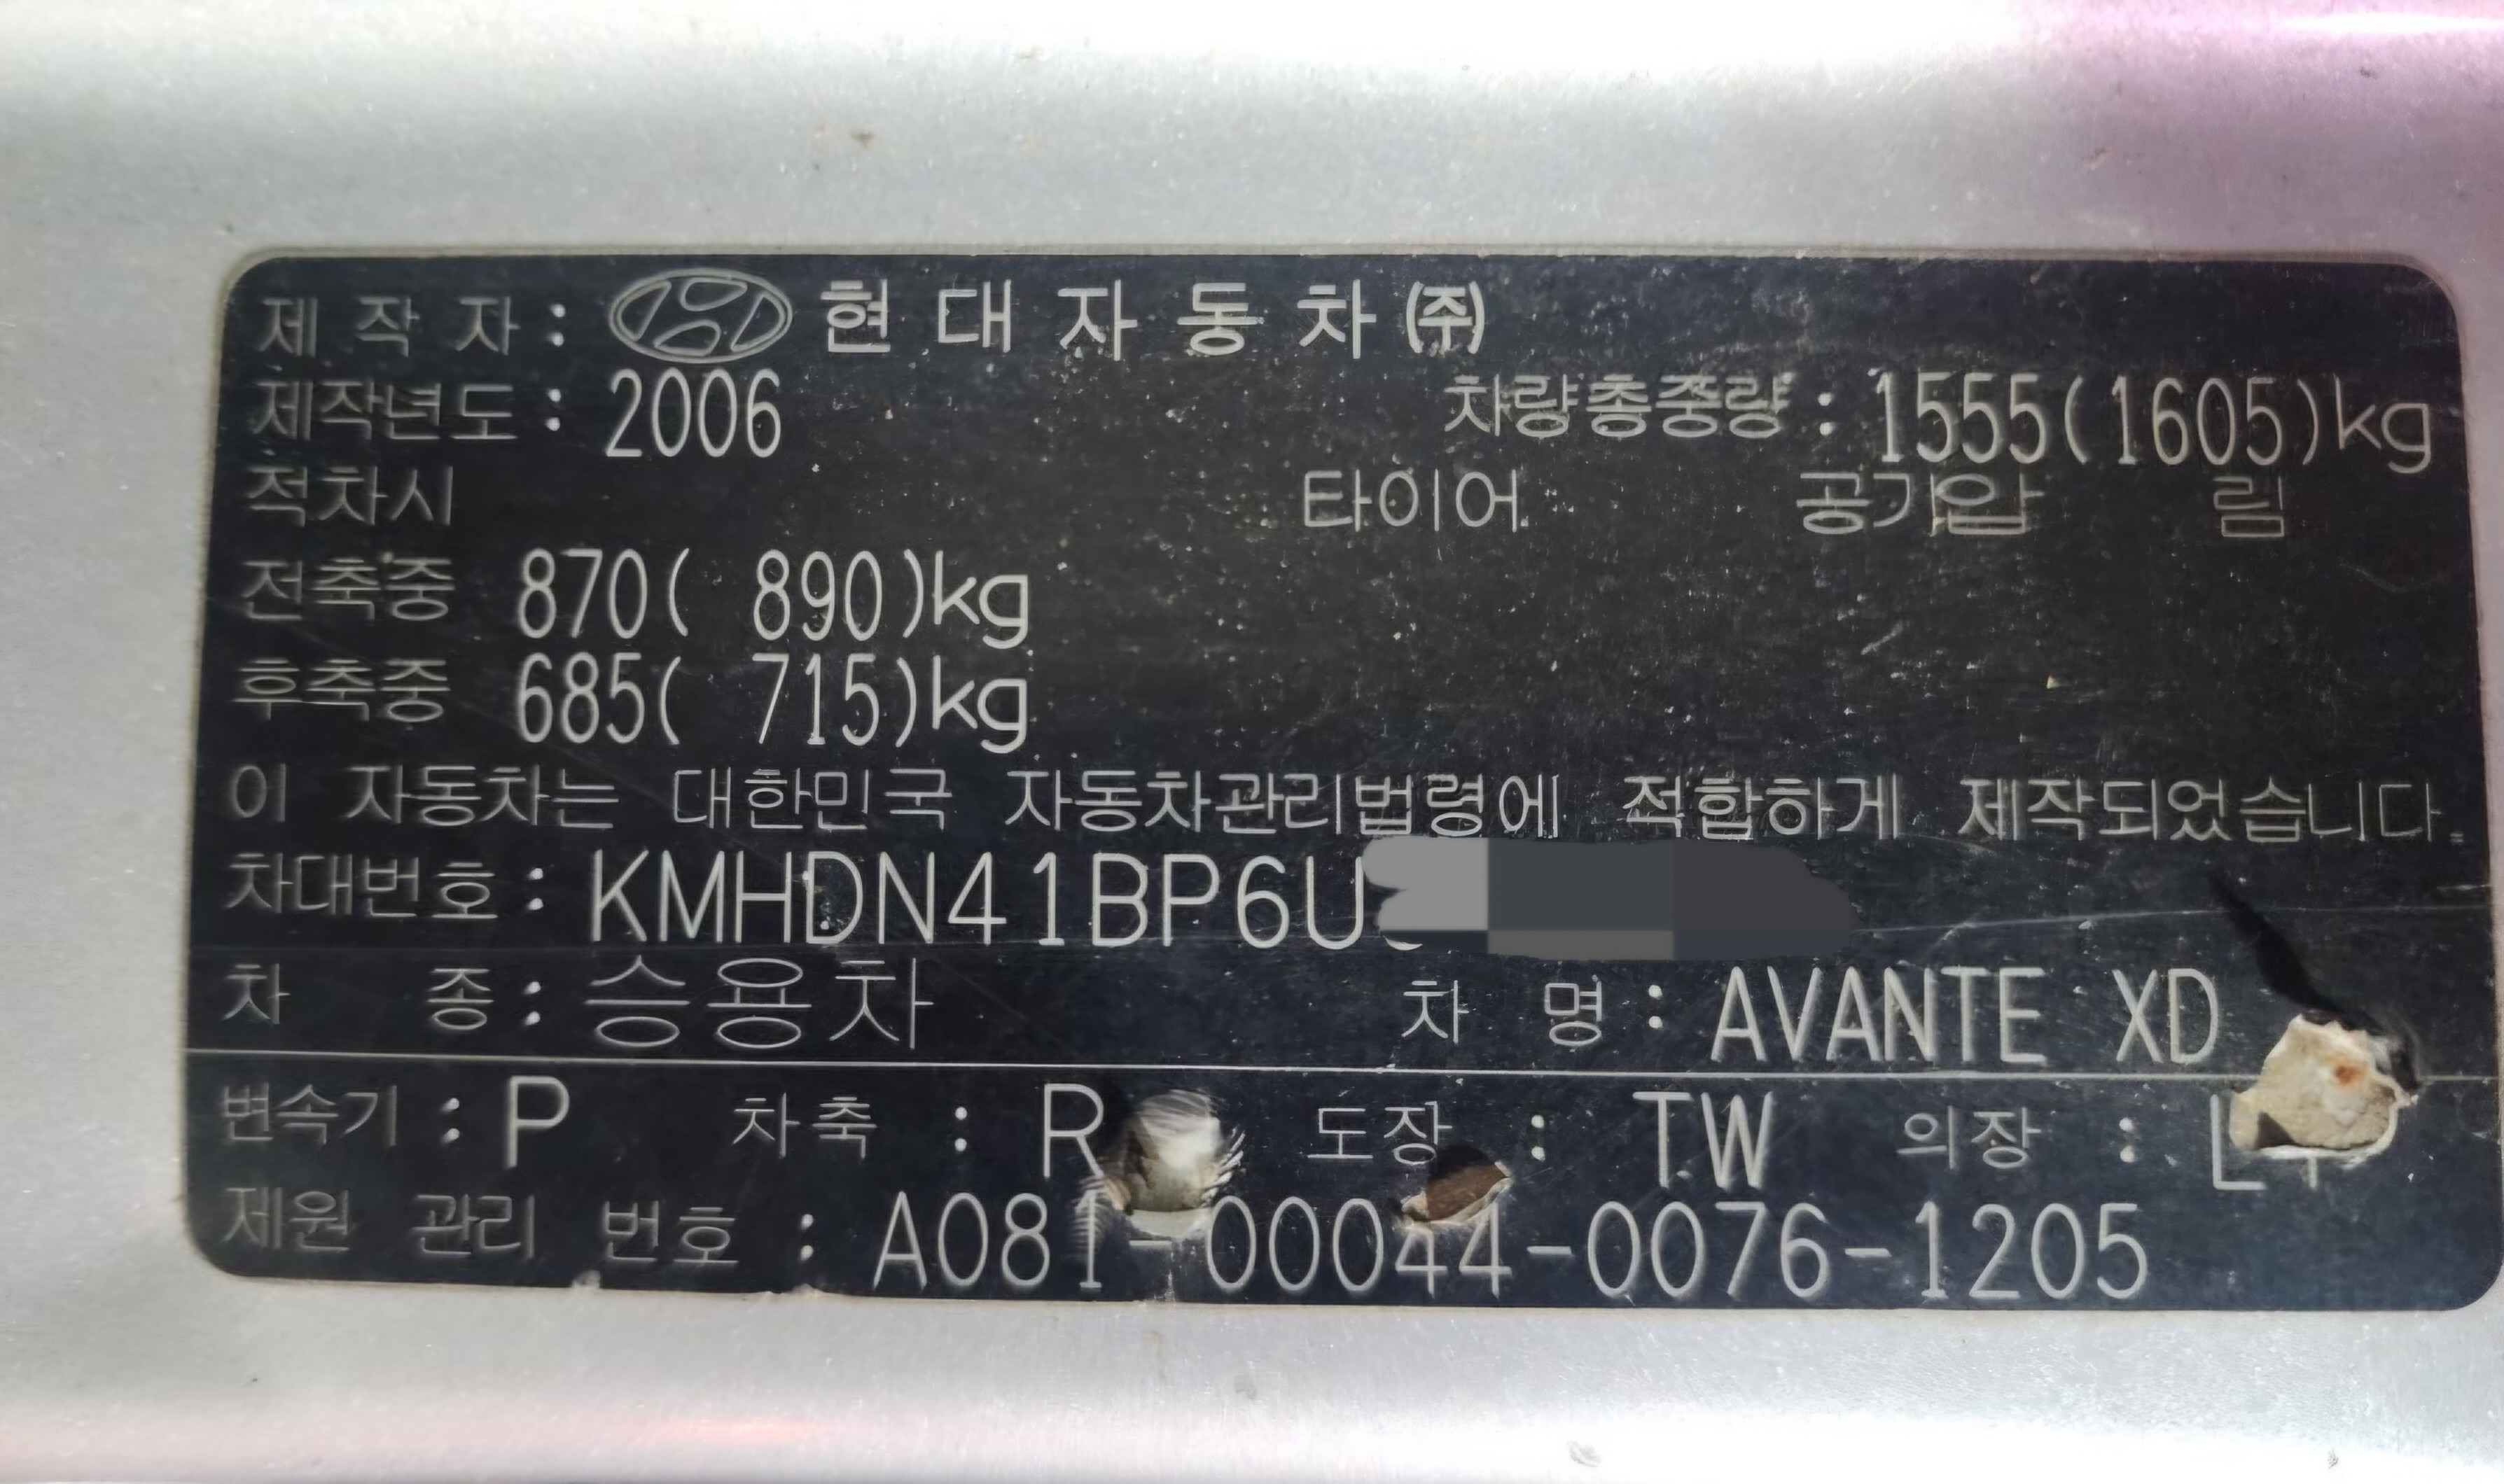 제 작 자 : 현 대 자 동 차 ㈜
제작년도 : 2006 차량총중량 : 1555(1605)kg
적차시 타이어 공기압 림
전축중 870( 890)kg
후축중 685( 715)kg
이 자동차는 대한민국 자동차관리법령에 적합하게 제작되었습니다.
차대번호 : KMHDN41BP6U
차 종 : 승용차 차 명 : AVANTE XD
변속기 : P 차축 : R 도장 : TW 의장 :
제원 관리 번호 : A081-00044-0076-1205